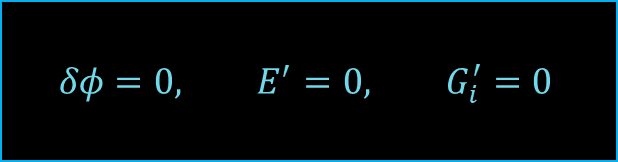 δϕ = 0, E′ = 0, G′ᵢ = 0